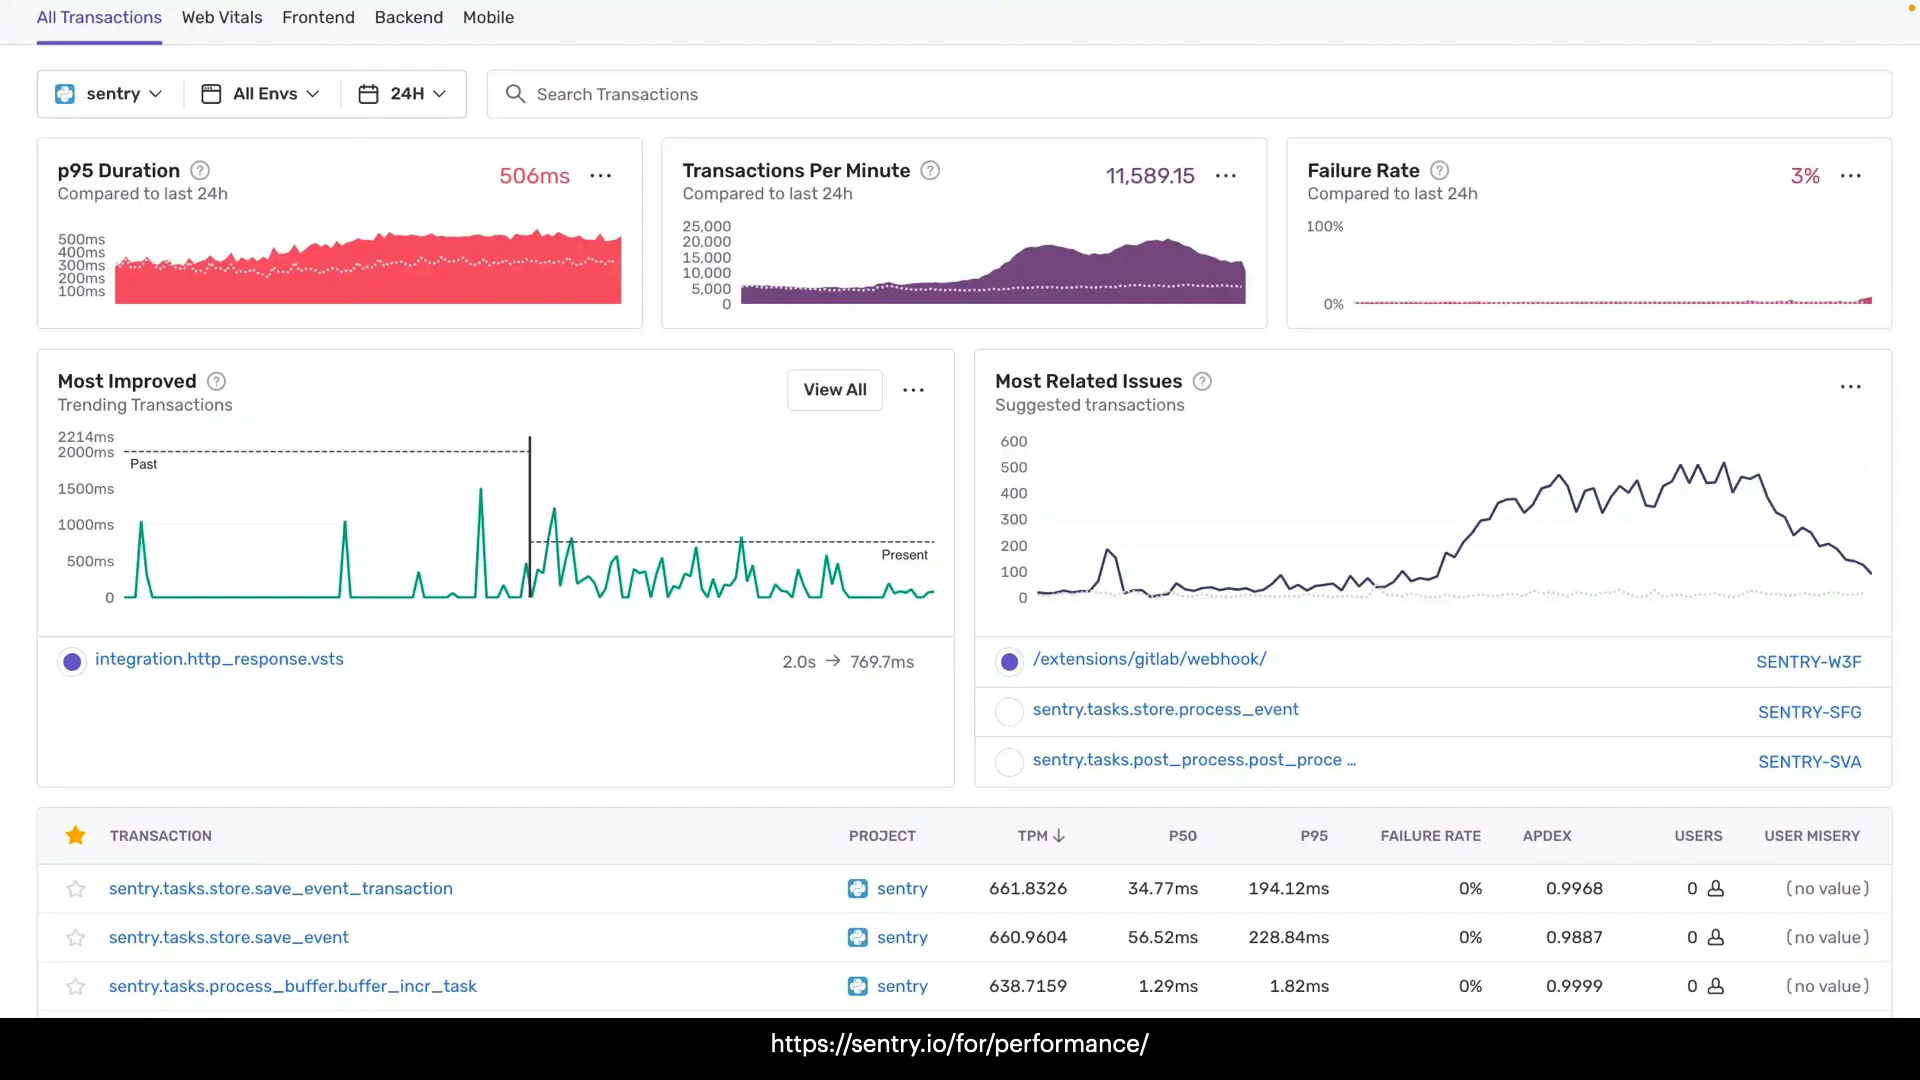 All Transactions Web Vitals Frontend Backend Mobile
sentry All Envs 24H Search Transactions
p95 Duration ? 506ms ...
Compared to last 24h
500ms
400ms
300ms
200ms
100ms
Transactions Per Minute ? 11,589.15 ...
Compared to last 24h
25,000
20,000
15,000
10,000
5,000
0
Failure Rate ? 3% ...
Compared to last 24h
100%
0%
Most Improved ? View All ...
Trending Transactions
2214ms
2000ms
Past
1500ms
1000ms
500ms
Present
0
integration.http_response.vsts 2.0s → 769.7ms
Most Related Issues ? ...
Suggested transactions
600
500
400
300
200
100
0
/extensions/gitlab/webhook/ SENTRY-W3F
sentry.tasks.store.process_event SENTRY-SFG
sentry.tasks.post_process.post_proce ... SENTRY-SVA
TRANSACTION PROJECT TPM ↓ P50 P95 FAILURE RATE APDEX USERS USER MISERY
sentry.tasks.store.save_event_transaction sentry 661.8326 34.77ms 194.12ms 0% 0.9968 0 (no value)
sentry.tasks.store.save_event sentry 660.9604 56.52ms 228.84ms 0% 0.9887 0 (no value)
sentry.tasks.process_buffer.buffer_incr_task sentry 638.7159 1.29ms 1.82ms 0% 0.9999 0 (no value)
https://sentry.io/for/performance/